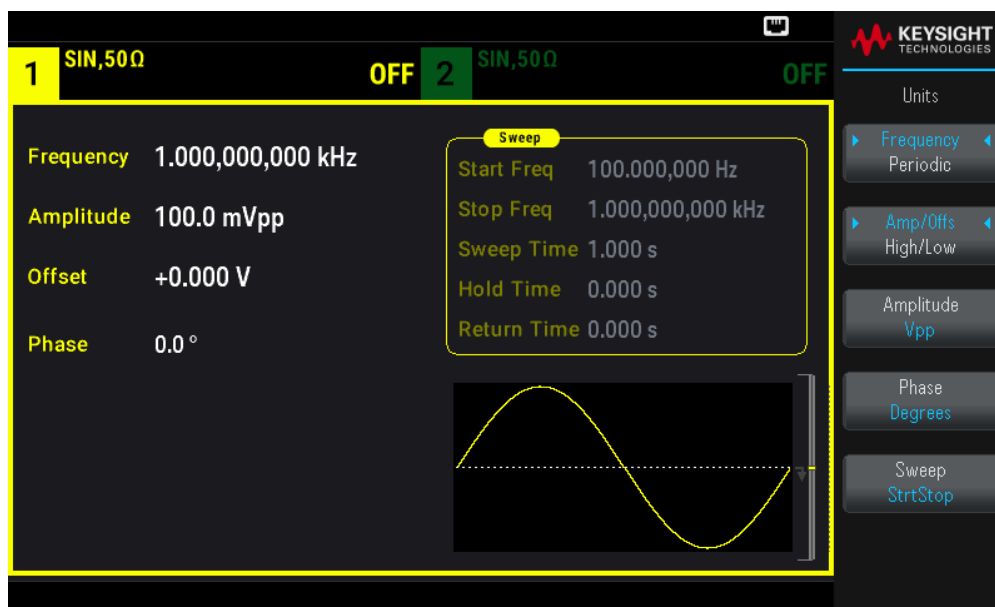 KEYSIGHT
TECHNOLOGIES
1 SIN,50Ω OFF 2 SIN,50Ω OFF
Units
Frequency 1.000,000,000 kHz
Amplitude 100.0 mVpp
Offset +0.000 V
Phase 0.0 °
Sweep
Start Freq 100.000,000 Hz
Stop Freq 1.000,000,000 kHz
Sweep Time 1.000 s
Hold Time 0.000 s
Return Time 0.000 s
Frequency
Periodic
Amp/Offs
High/Low
Amplitude
Vpp
Phase
Degrees
Sweep
StrtStop